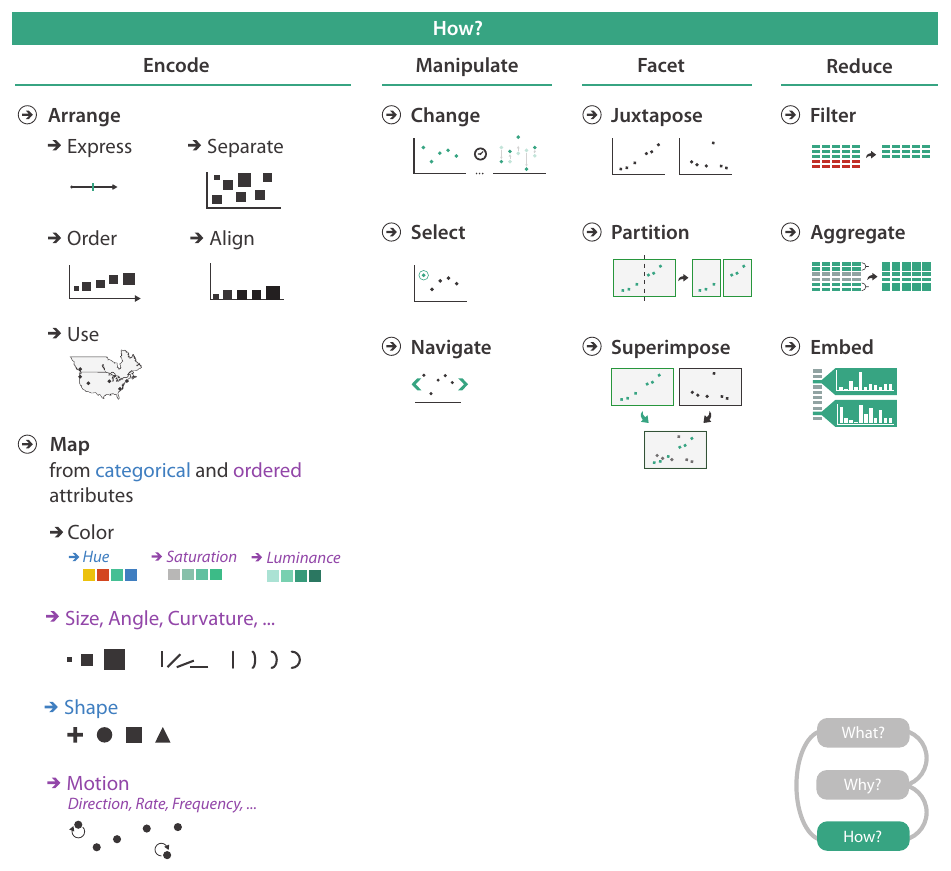 How?
Encode
Manipulate
Facet
Reduce
Arrange
Express
Separate
Order
Align
Use
Map
from categorical and ordered
attributes
Color
Hue
Saturation
Luminance
Size, Angle, Curvature, ...
Shape
Motion
Direction, Rate, Frequency, ...
Change
...
Select
Navigate
Juxtapose
Partition
Superimpose
Filter
Aggregate
Embed
What?
Why?
How?